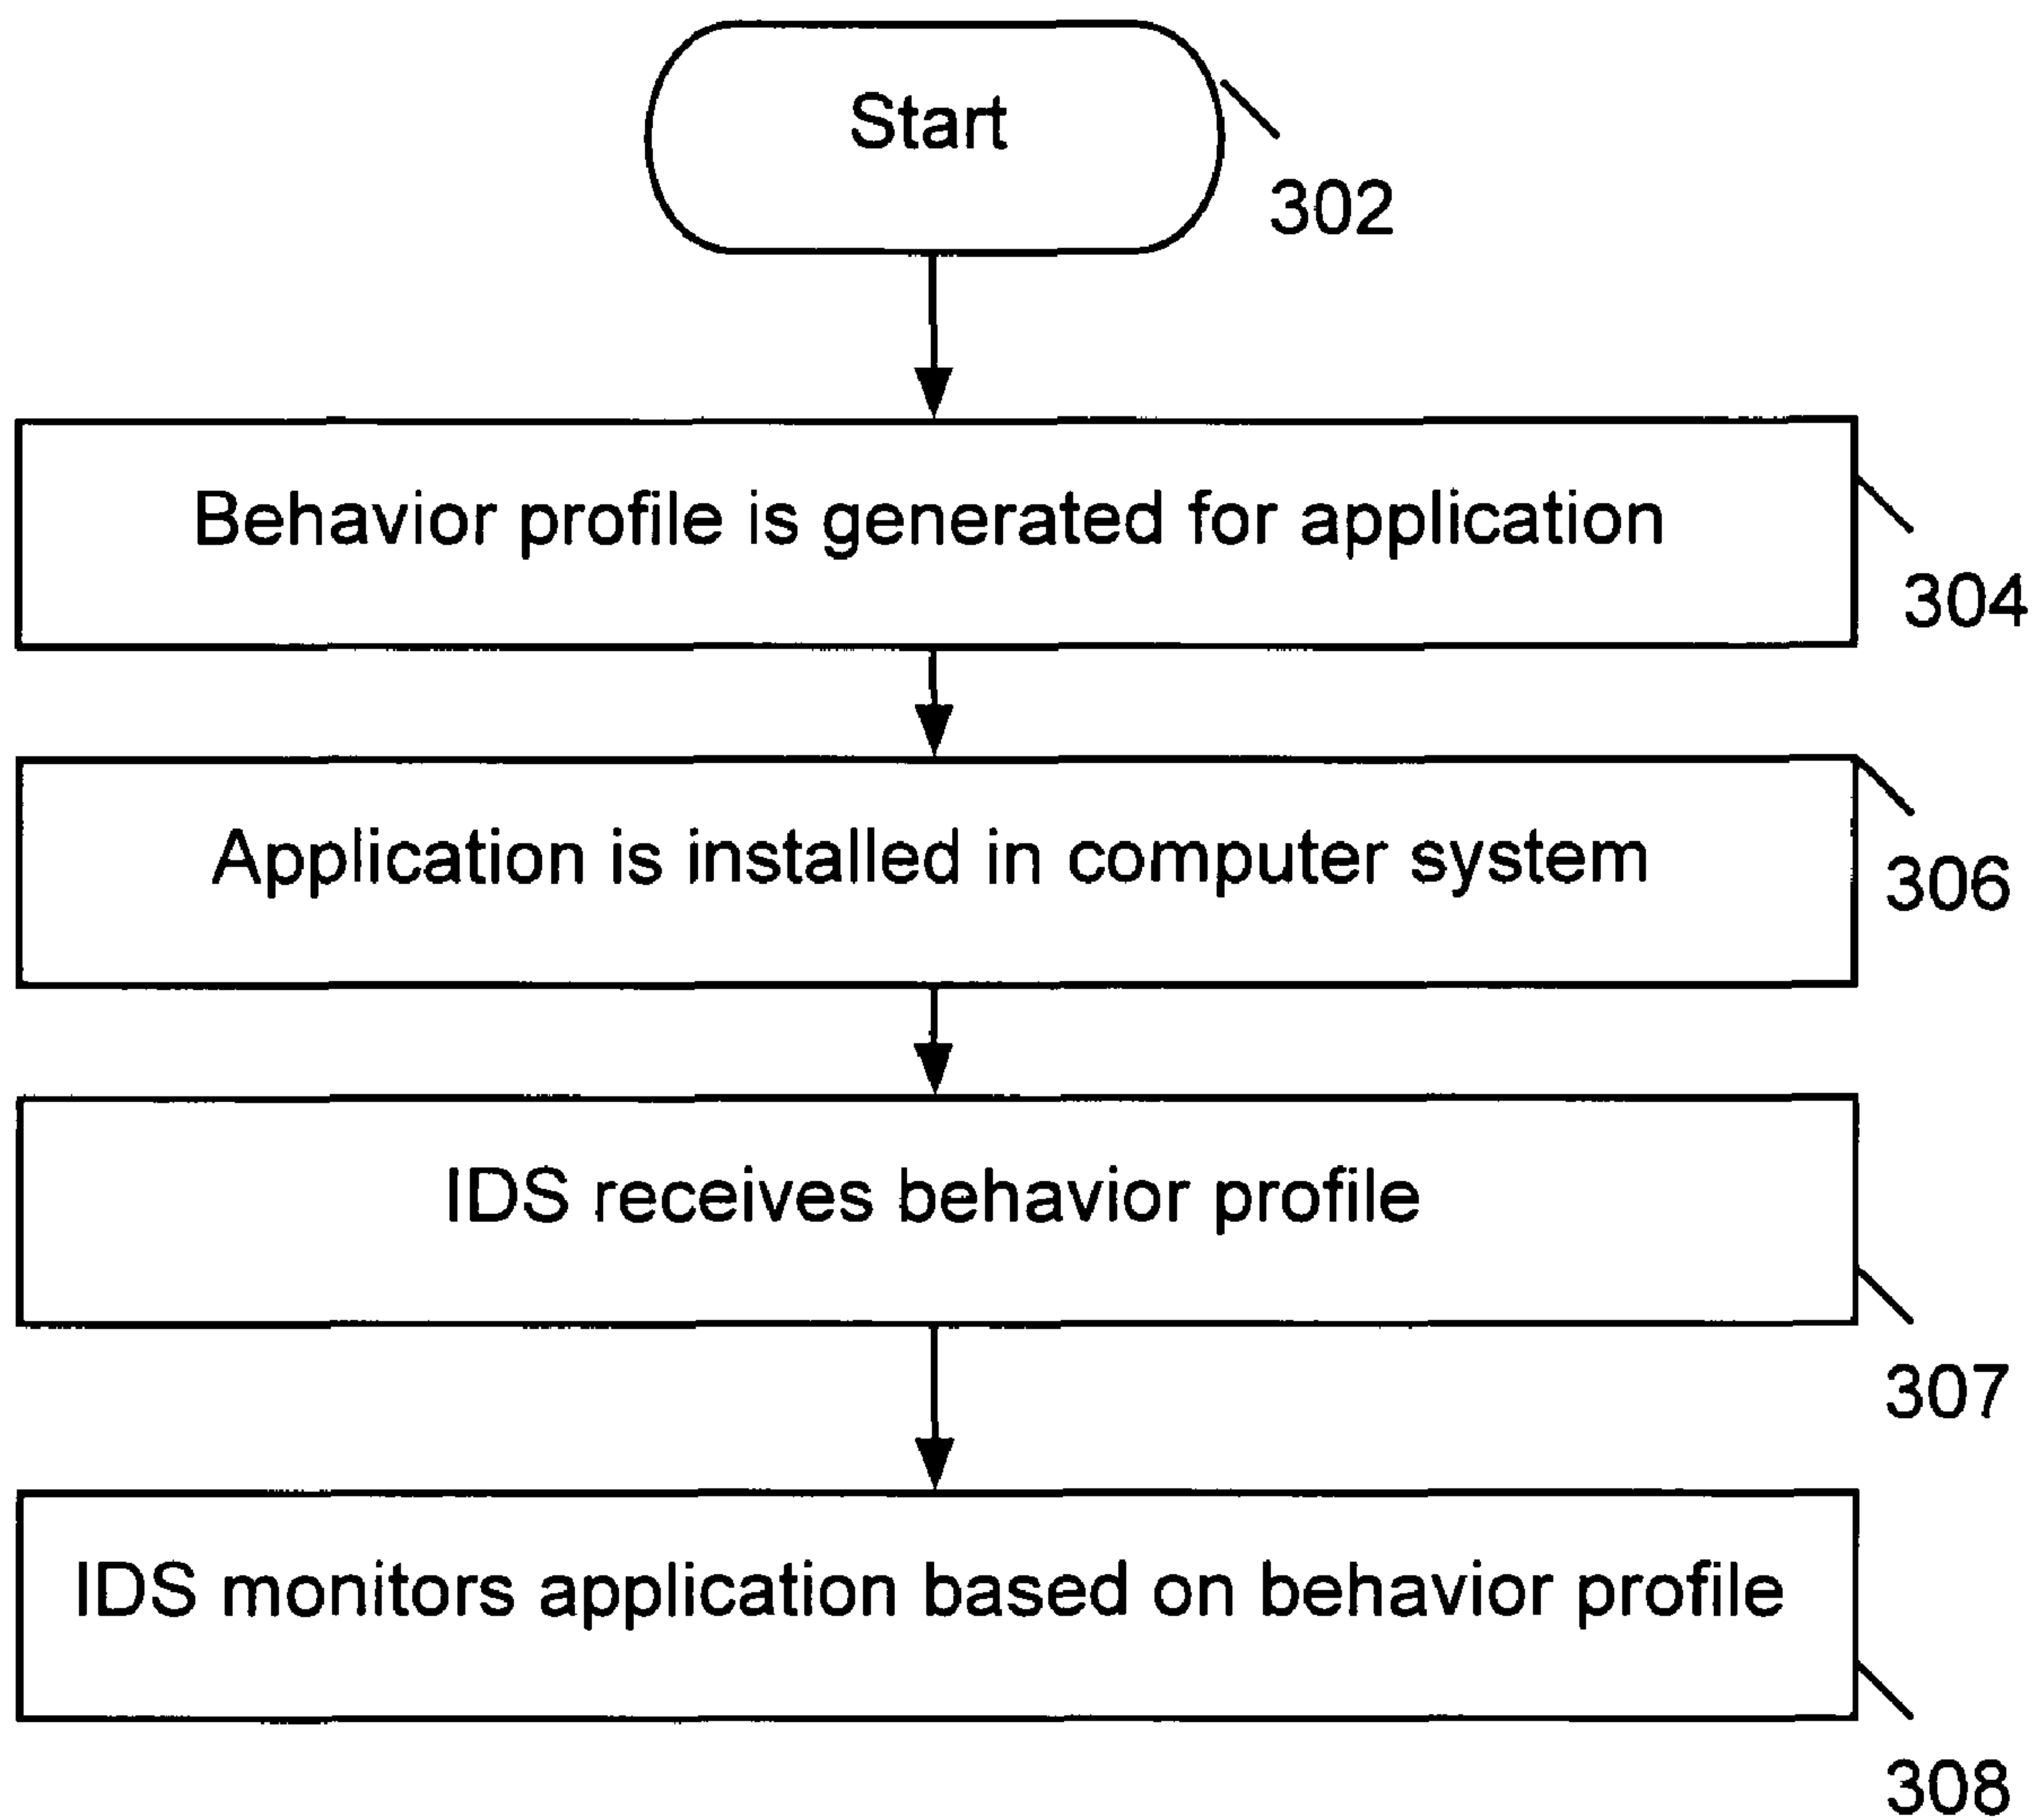 Start
302
Behavior profile is generated for application
304
Application is installed in computer system
306
IDS receives behavior profile
307
IDS monitors application based on behavior profile
308